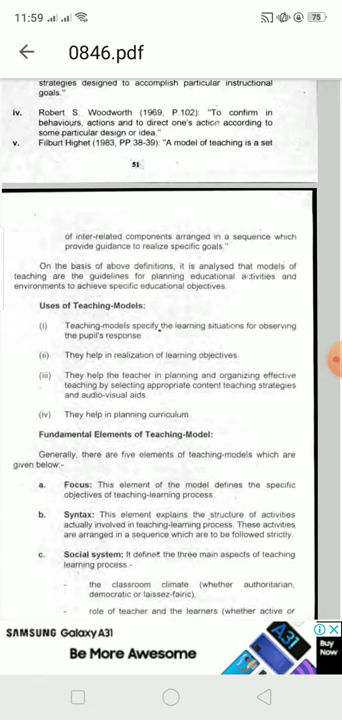 11:59
75
0846.pdf
strategies designed to accomplish particular instructional
goals."
iv. Robert S. Woodworth (1969, P.102): "To confirm in
behaviours, actions and to direct one's action according to
some particular design or idea."
v. Filburt Highet (1983, PP.38-39): "A model of teaching is a set
51
of inter-related components arranged in a sequence which
provide guidance to realize specific goals."
On the basis of above definitions, it is analysed that models of
teaching are the guidelines for planning educational activities and
environments to achieve specific educational objectives.
Uses of Teaching-Models:
(i) Teaching-models specify the learning situations for observing
the pupil's response.
(ii) They help in realization of learning objectives.
(iii) They help the teacher in planning and organizing effective
teaching by selecting appropriate content teaching strategies
and audio-visual aids.
(iv) They help in planning curriculum.
Fundamental Elements of Teaching-Model:
Generally, there are five elements of teaching-models which are
given below:-
a. Focus: This element of the model defines the specific
objectives of teaching-learning process.
b. Syntax: This element explains the structure of activities
actually involved in teaching-learning process. These activities
are arranged in a sequence which are to be followed strictly.
c. Social system: It defines the three main aspects of teaching
learning process:-
- the classroom climate (whether authoritarian,
democratic or laissez-fairic),
- role of teacher and the learners (whether active or
SAMSUNG Galaxy A31
Be More Awesome
A31
Buy
Now